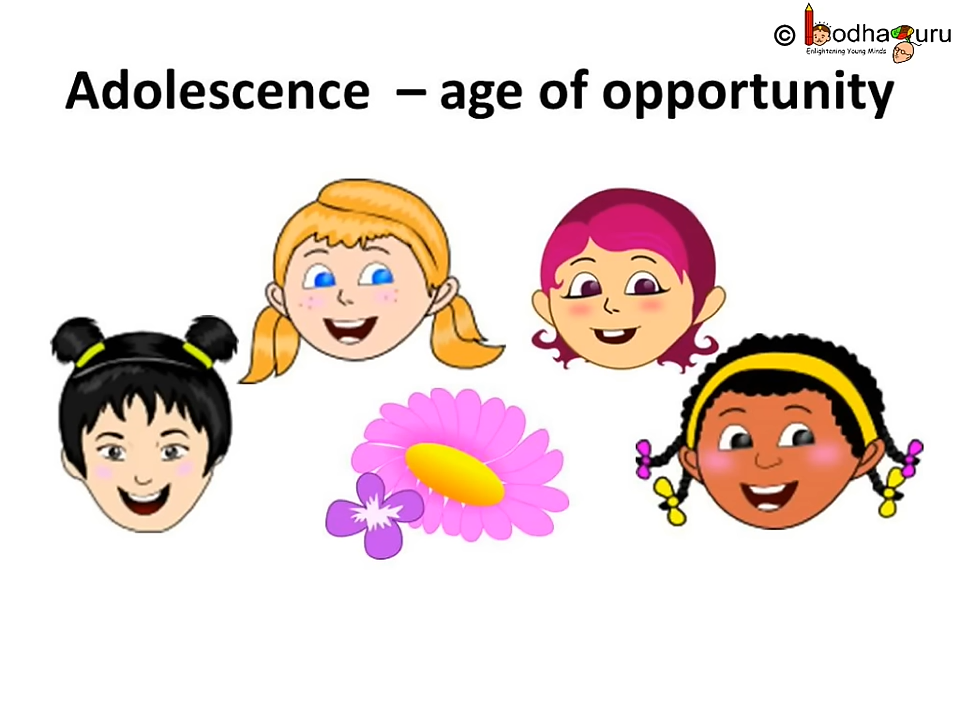 © BodhaGuru
Enlightening Young Minds
Adolescence – age of opportunity